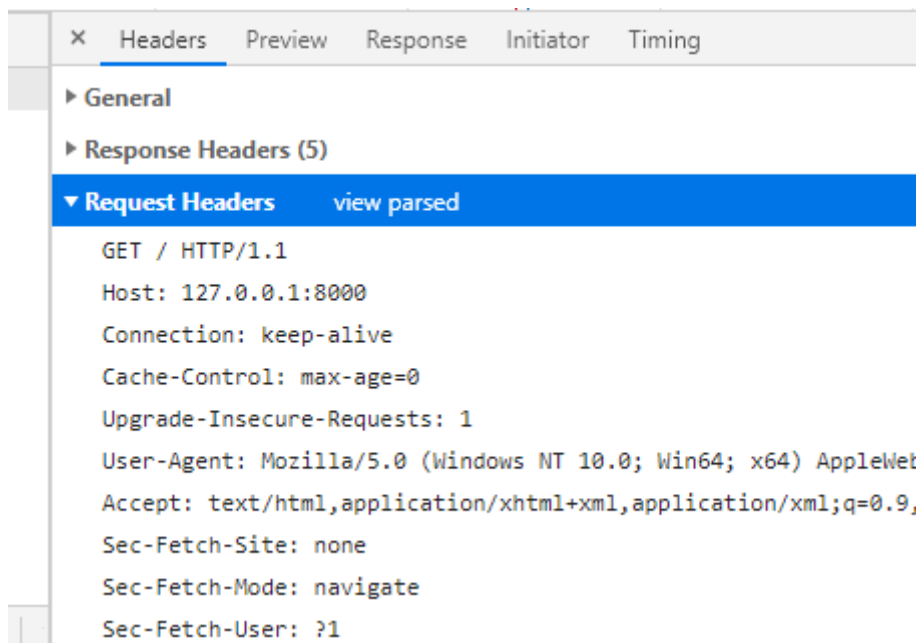 × Headers Preview Response Initiator Timing
General
Response Headers (5)
Request Headers view parsed
GET / HTTP/1.1
Host: 127.0.0.1:8000
Connection: keep-alive
Cache-Control: max-age=0
Upgrade-Insecure-Requests: 1
User-Agent: Mozilla/5.0 (Windows NT 10.0; Win64; x64) AppleWeb
Accept: text/html,application/xhtml+xml,application/xml;q=0.9,
Sec-Fetch-Site: none
Sec-Fetch-Mode: navigate
Sec-Fetch-User: ?1